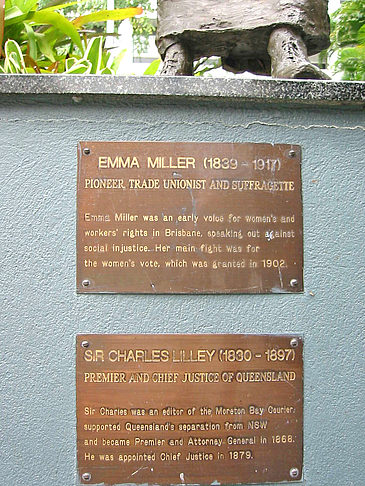 EMMA MILLER (1839 - 1917)
PIONEER, TRADE UNIONIST AND SUFFRAGETTE
Emma Miller was an early voice for women's and
workers' rights in Brisbane, speaking out against
social injustice. Her main fight was for
the women's vote, which was granted in 1902.
SIR CHARLES LILLEY (1830 - 1897)
PREMIER AND CHIEF JUSTICE OF QUEENSLAND
Sir Charles was an editor of the Moreton Bay Courier,
supported Queensland's separation from NSW
and became Premier and Attorney General in 1868.
He was appointed Chief Justice in 1879.